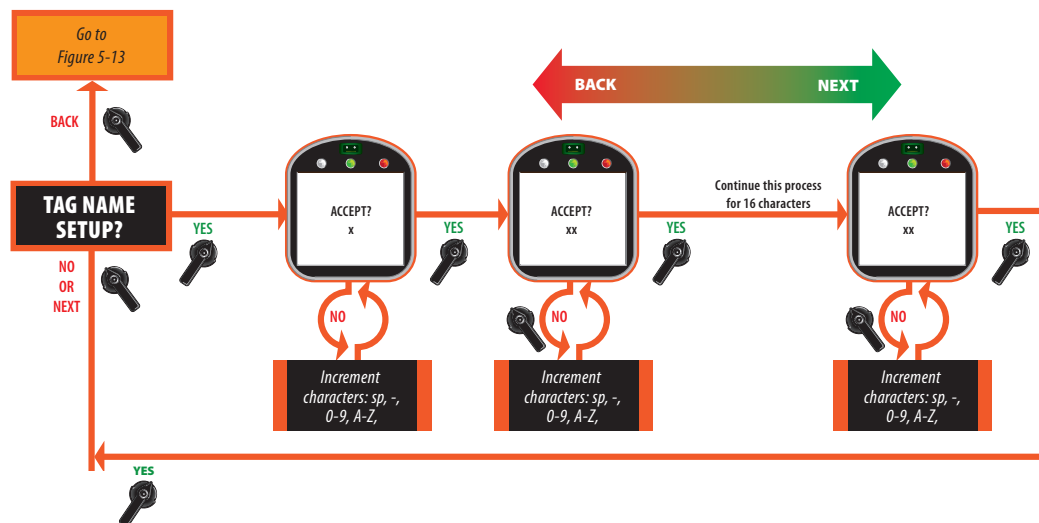 Go to
Figure 5-13
BACK
NEXT
BACK
TAG NAME
SETUP?
YES
ACCEPT?
x
YES
ACCEPT?
xx
YES
Continue this process
for 16 characters
ACCEPT?
xx
YES
NO
OR
NEXT
NO
NO
NO
Increment
characters: sp, -,
0-9, A-Z,
Increment
characters: sp, -,
0-9, A-Z,
Increment
characters: sp, -,
0-9, A-Z,
YES